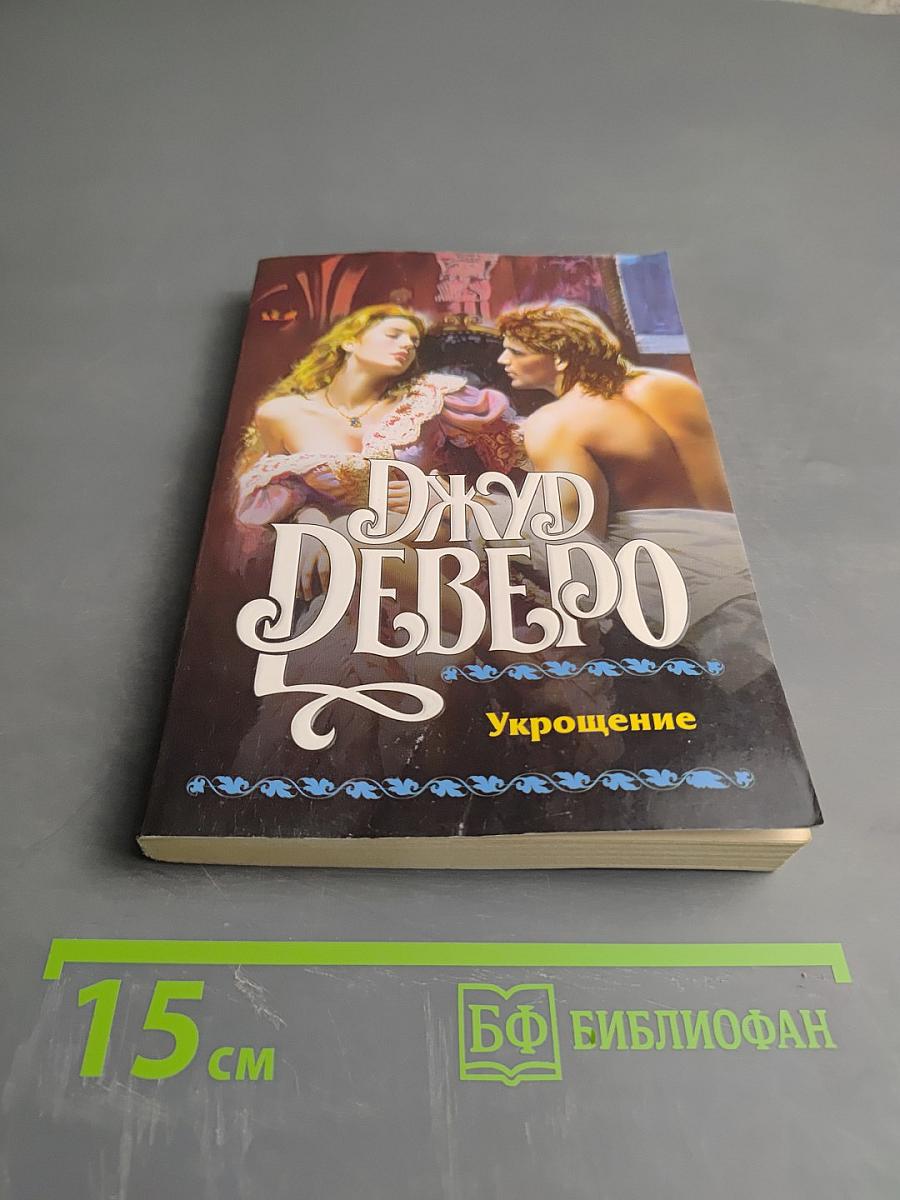 ДЖУД
ДЕВЕРО
Укрощение
15 см
БФ БИБЛИОФАН